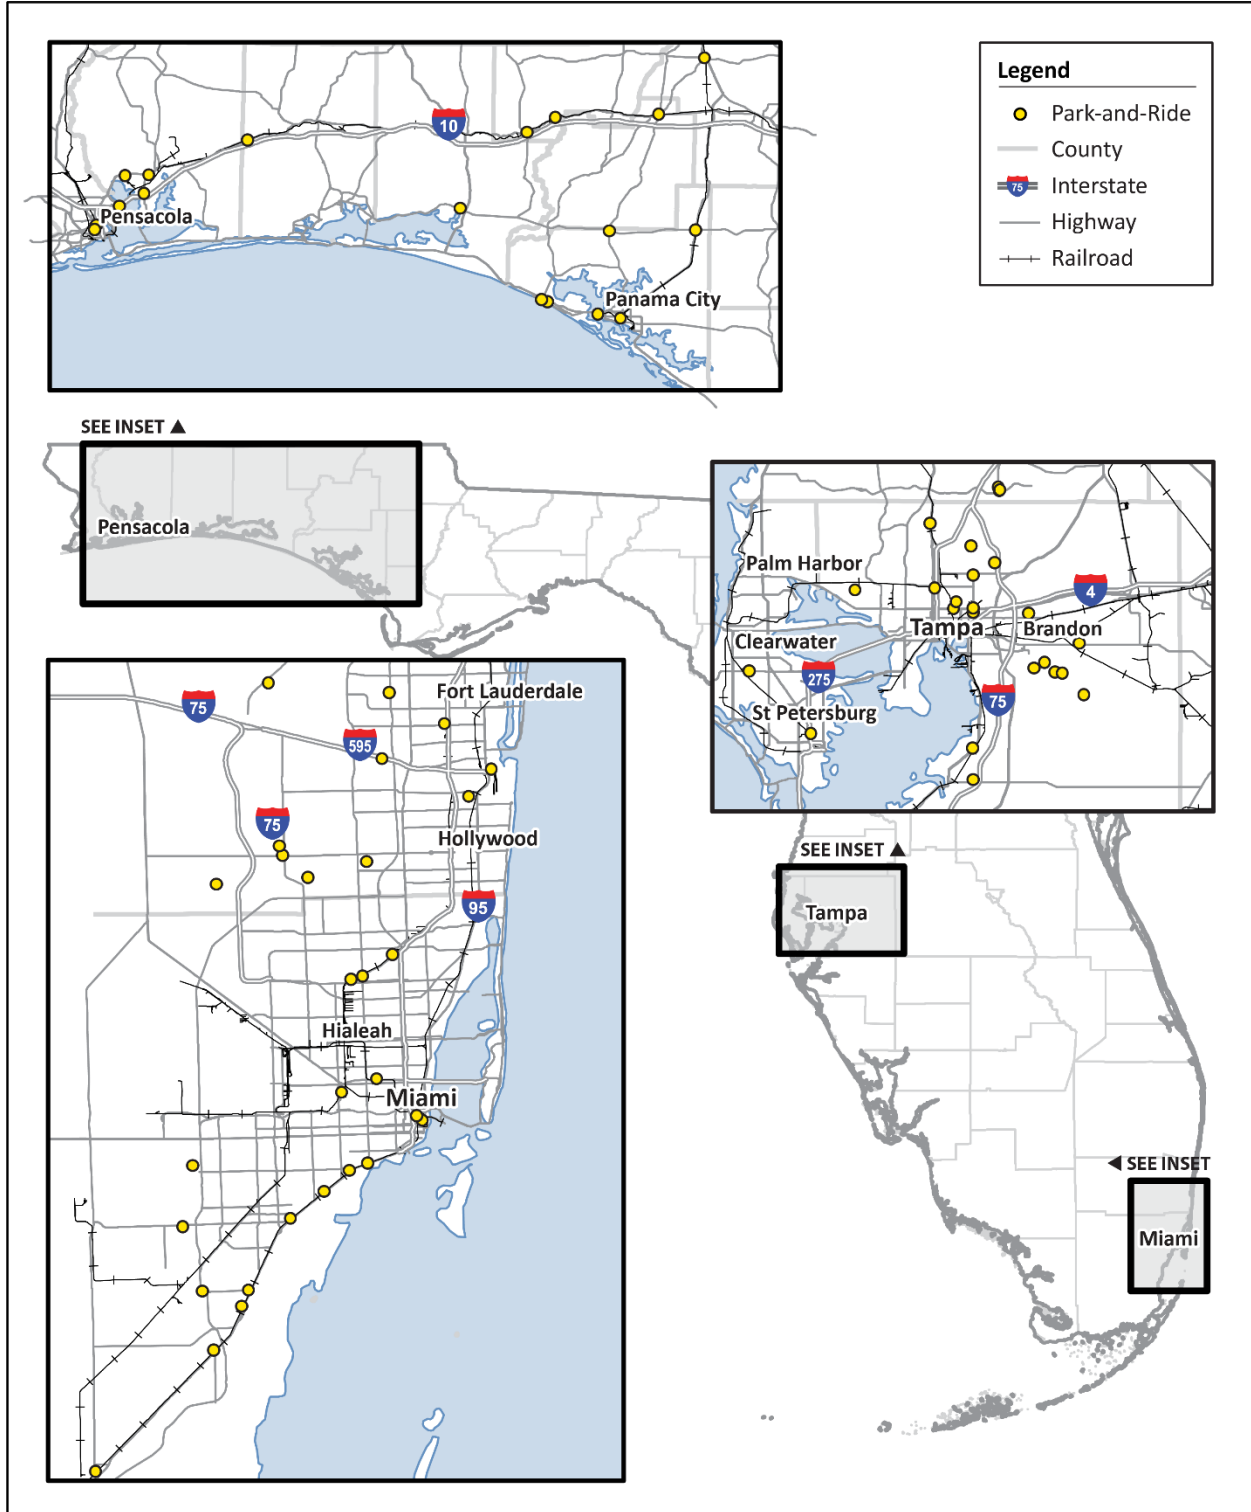 Legend
Park-and-Ride
County
75
Interstate
Highway
Railroad
10
Pensacola
Panama City
SEE INSET ▲
Pensacola
Palm Harbor
4
Tampa
Brandon
Clearwater
275
75
St Petersburg
75
Fort Lauderdale
595
75
Hollywood
95
Hialeah
Miami
SEE INSET ▲
Tampa
◀ SEE INSET
Miami